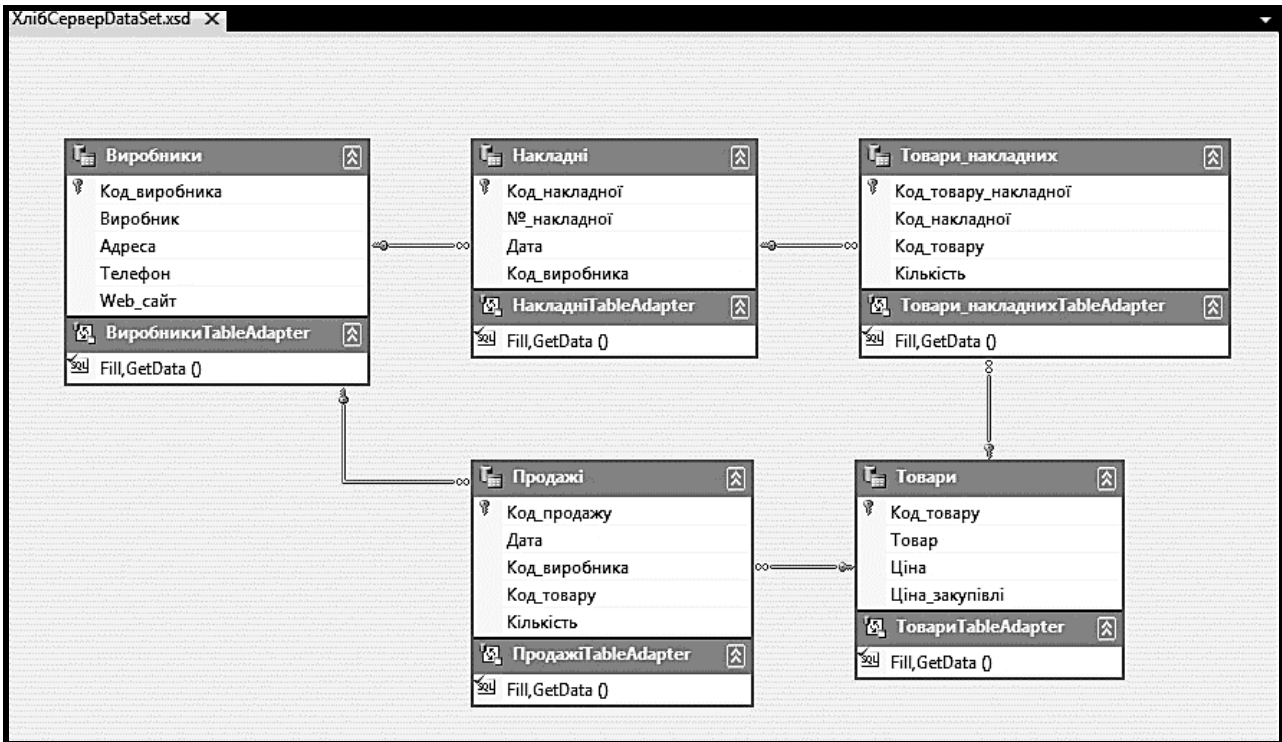 ХлібСерверDataSet.xsd X
Виробники
Код_виробника
Виробник
Адреса
Телефон
Web_сайт
ВиробникиTableAdapter
Fill,GetData ()
Накладні
Код_накладної
№_накладної
Дата
Код_виробника
НакладніTableAdapter
Fill,GetData ()
Товари_накладних
Код_товару_накладної
Код_накладної
Код_товару
Кількість
Товари_накладнихTableAdapter
Fill,GetData ()
Продажі
Код_продажу
Дата
Код_виробника
Код_товару
Кількість
ПродажіTableAdapter
Fill,GetData ()
Товари
Код_товару
Товар
Ціна
Ціна_закупівлі
ТовариTableAdapter
Fill,GetData ()